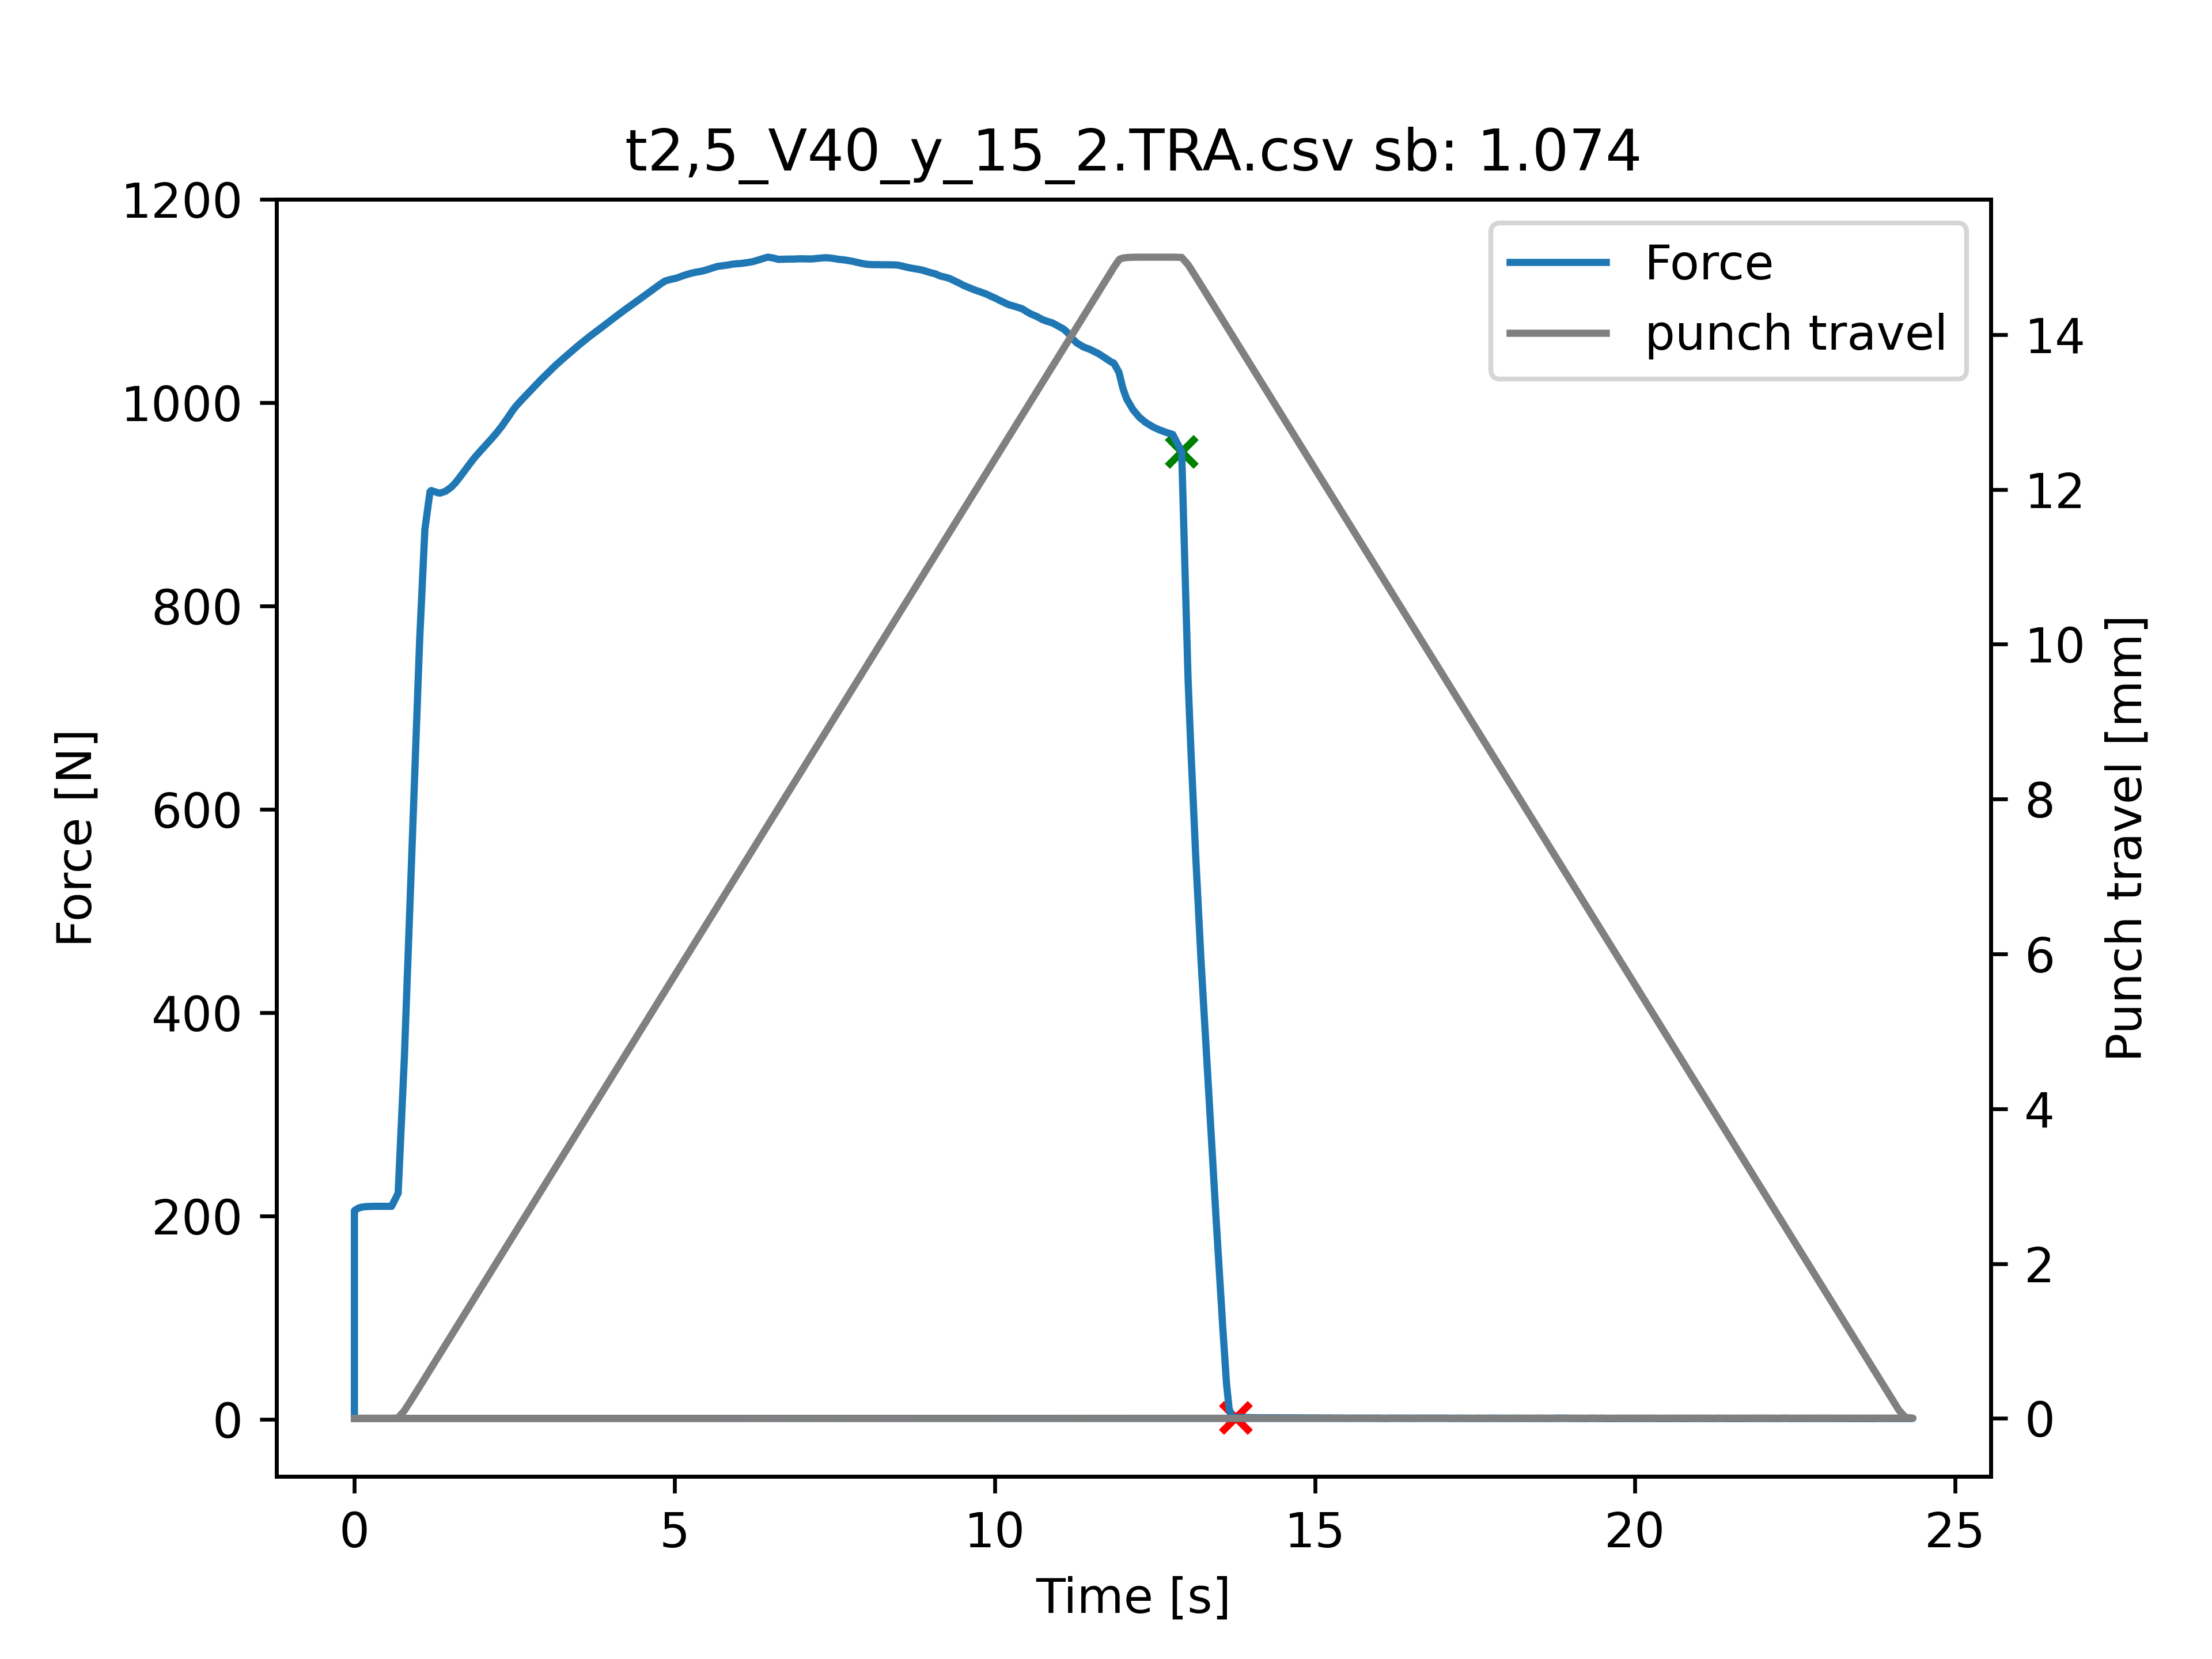 t2,5_V40_y_15_2.TRA.csv sb: 1.074
Force
punch travel
1200
1000
800
600
400
200
0
Force [N]
14
12
10
8
6
4
2
0
Punch travel [mm]
0 5 10 15 20 25
Time [s]